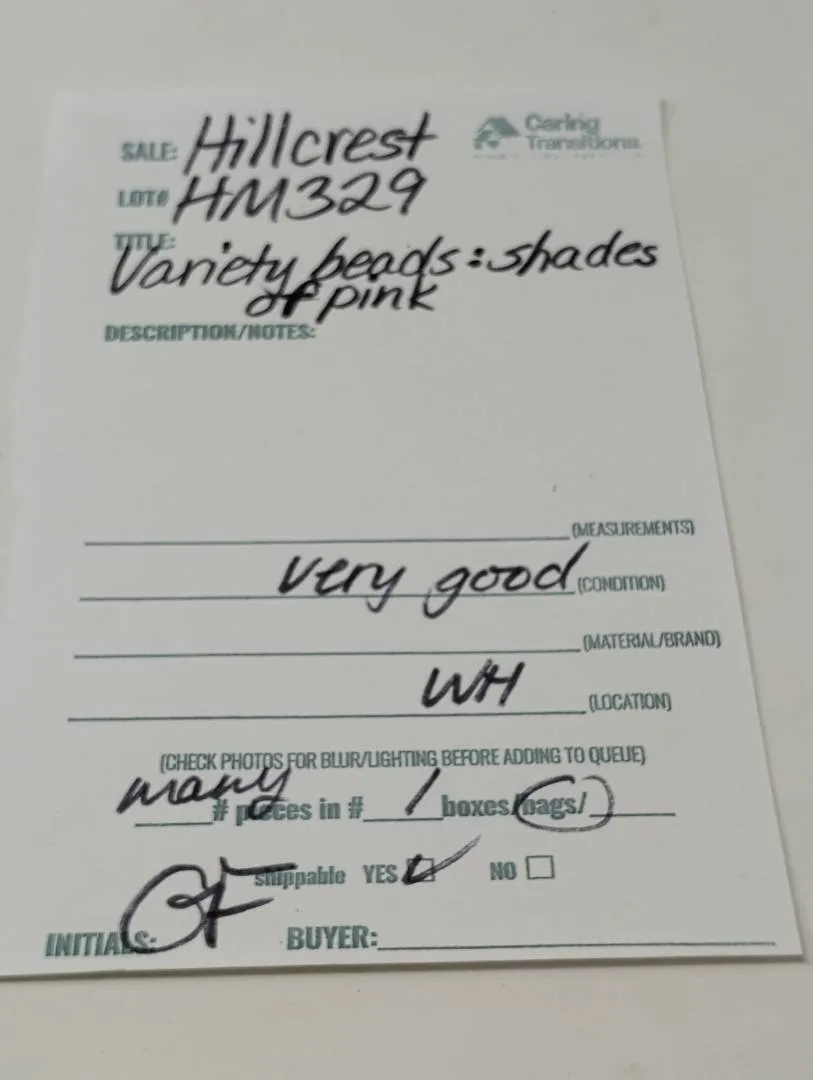 Caring
Transitions
SALE: Hillcrest
LOT# HM329
TITLE:
Variety beads: shades
of pink
DESCRIPTION/NOTES:
(MEASUREMENTS)
very good (CONDITION)
(MATERIAL/BRAND)
WH (LOCATION)
(CHECK PHOTOS FOR BLUR/LIGHTING BEFORE ADDING TO QUEUE)
many # pieces in # 1 boxes/bags/
shippable YES NO
INITIALS: BUYER: